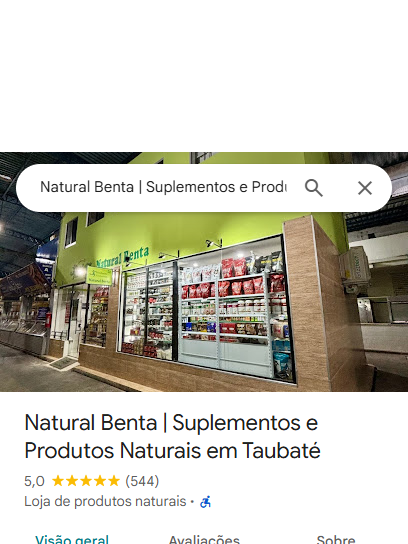 Natural Benta | Suplementos e Produ
Natural Benta
Natural Benta | Suplementos e
Produtos Naturais em Taubaté
5,0 (544)
Loja de produtos naturais ·
Visão geral Avaliações Sobre